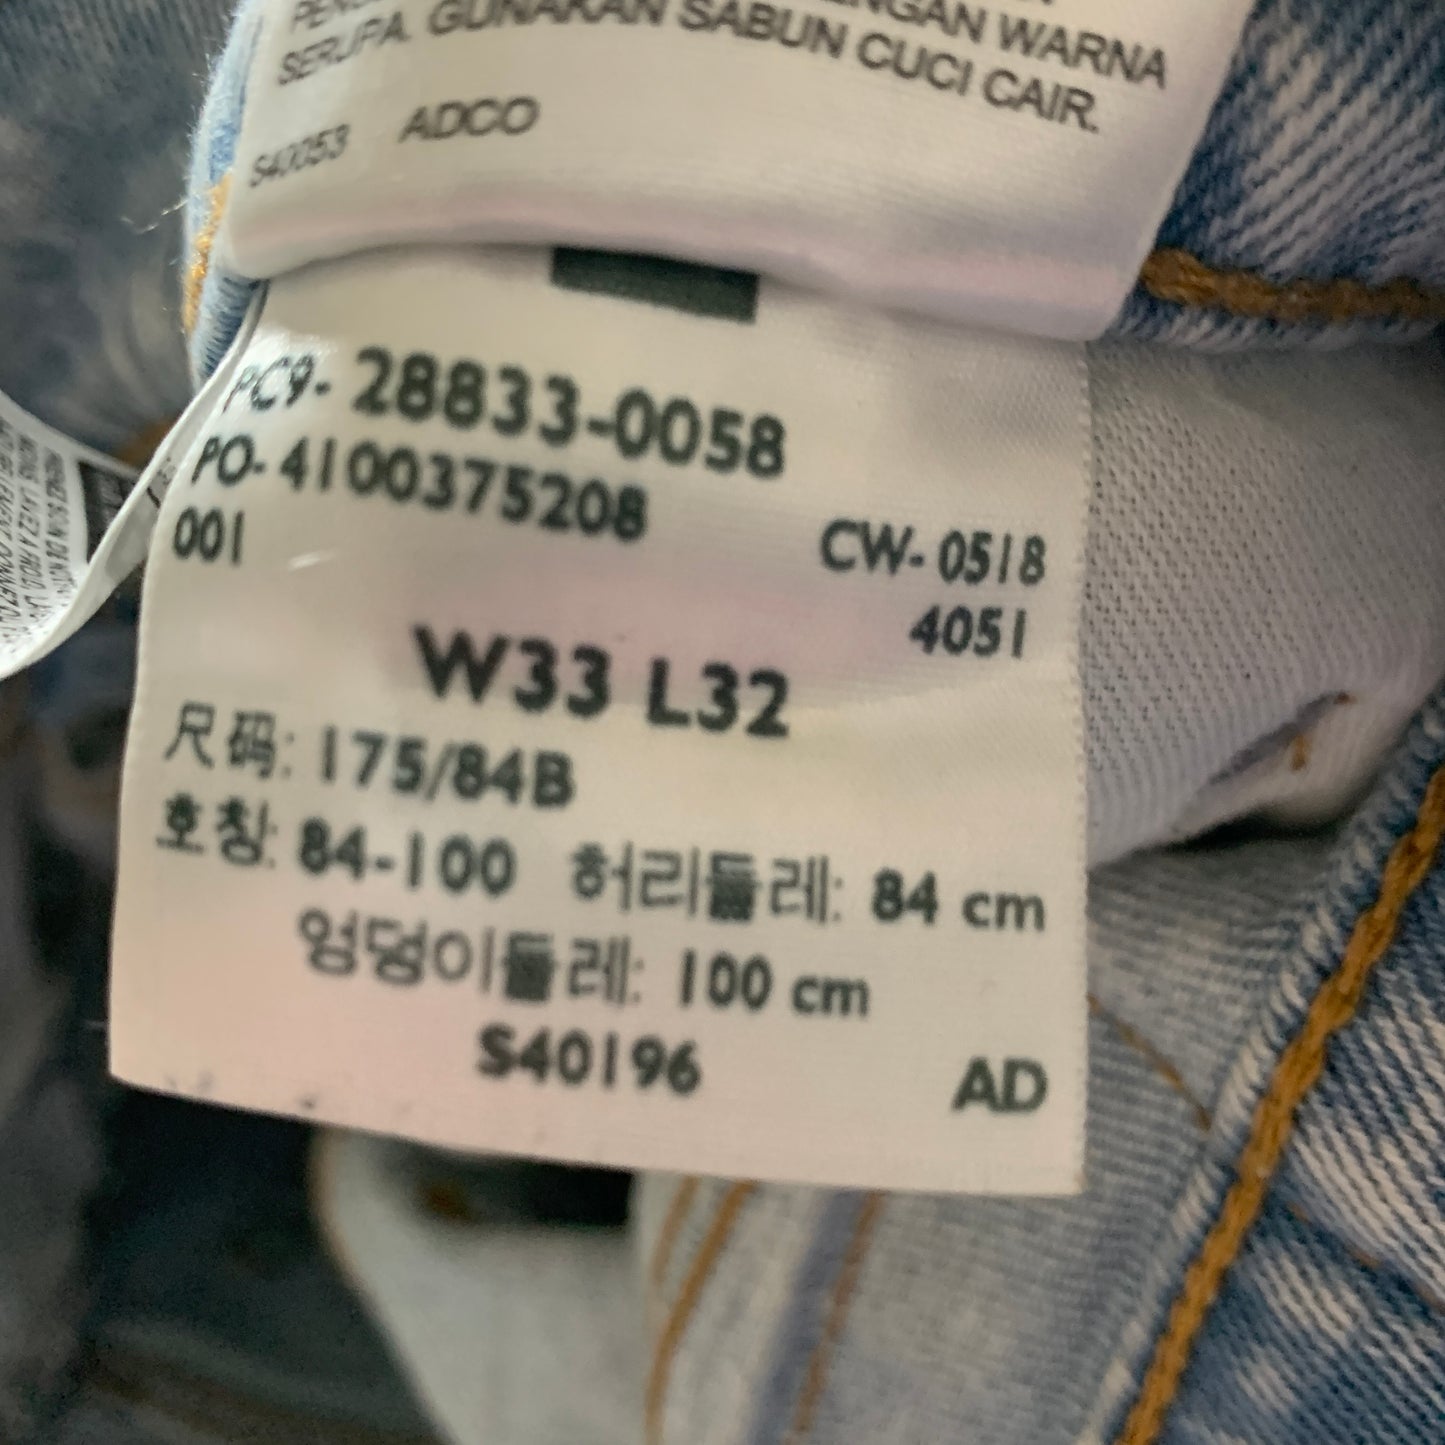 DENGAN WARNA
SERUPA. GUNAKAN SABUN CUCI CAIR.
S40053 ADCO
PC9- 28833-0058
PO- 4100375208
001
CW- 0518
4051
W33 L32
尺码: 175/84B
호칭: 84-100 허리둘레: 84 cm
엉덩이둘레: 100 cm
S40196
AD